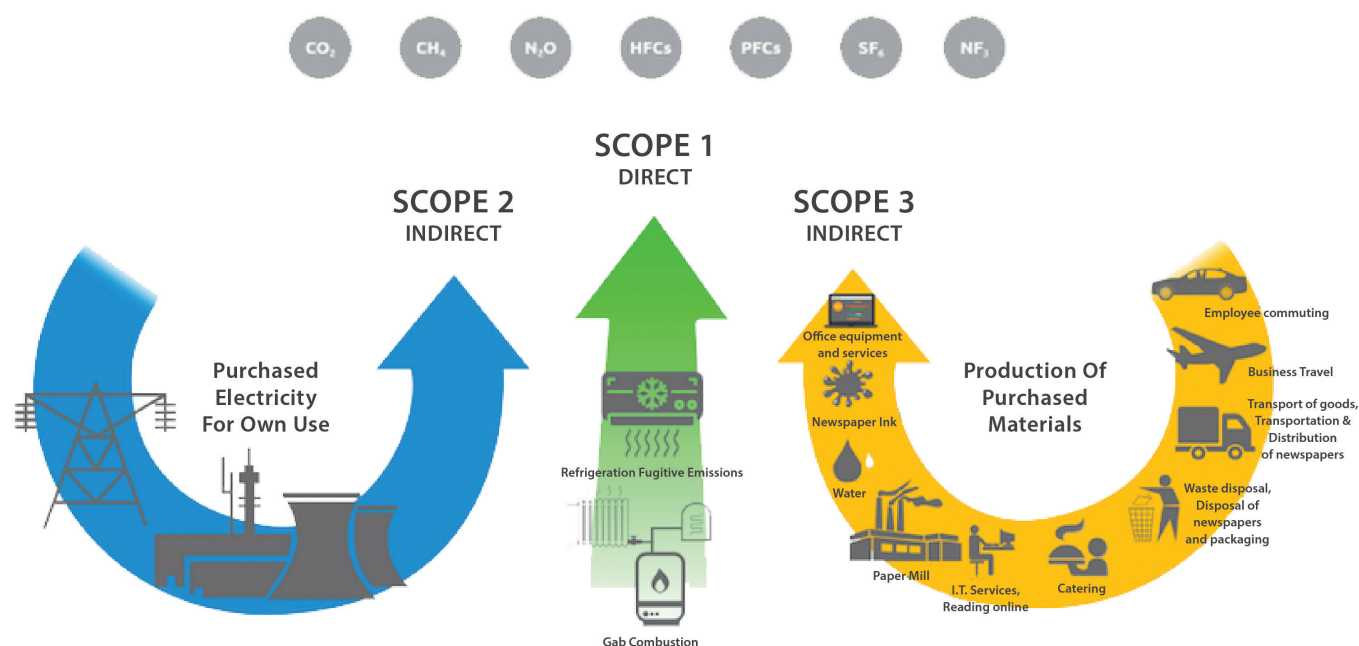 CO₂ CH₄ N₂O HFCs PFCs SF₆ NF₃
SCOPE 1
DIRECT
SCOPE 2
INDIRECT
SCOPE 3
INDIRECT
Purchased
Electricity
For Own Use
Refrigeration Fugitive Emissions
Gab Combustion
Production Of
Purchased
Materials
Office equipment
and services
Newspaper Ink
Water
Paper Mill
I.T. Services,
Reading online
Catering
Waste disposal,
Disposal of
newspapers
and packaging
Transport of goods,
Transportation &
Distribution
of newspapers
Business Travel
Employee commuting